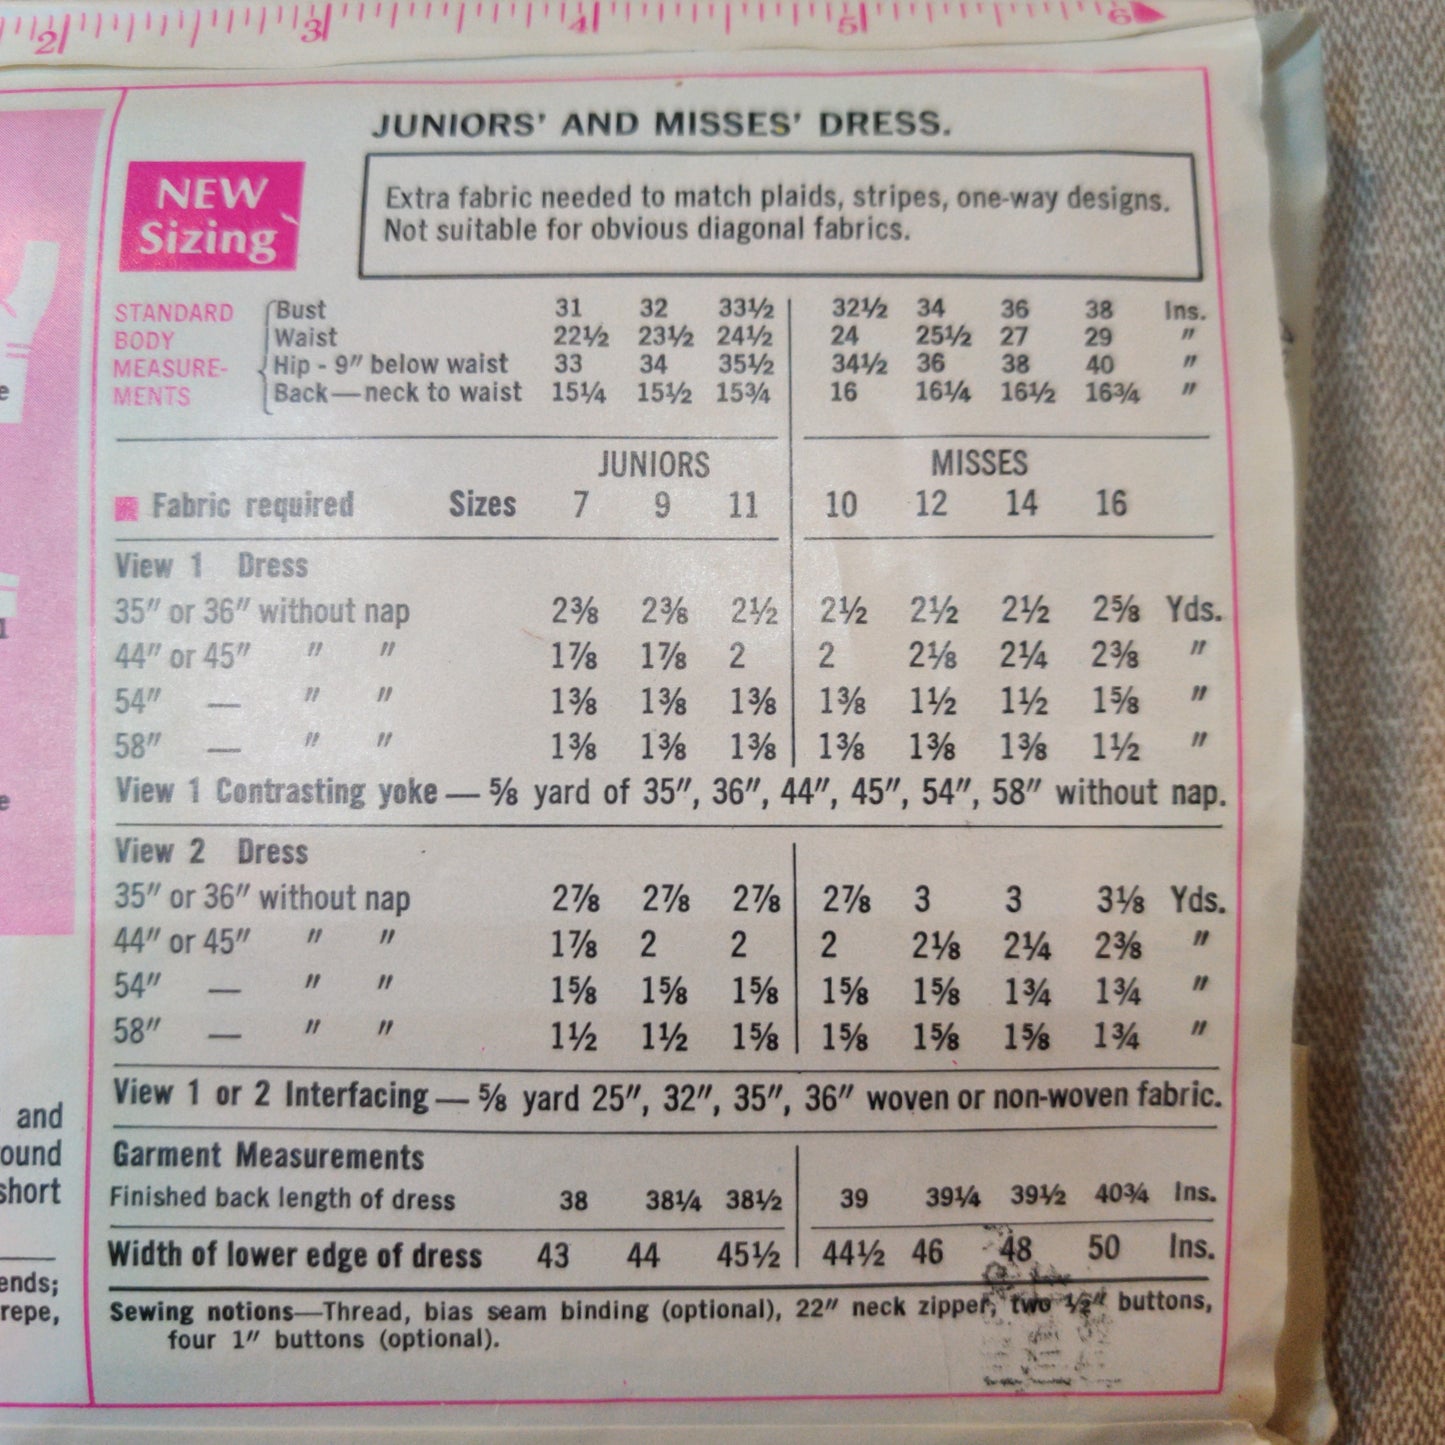 2 3 4 5 6
JUNIORS' AND MISSES' DRESS.
NEW
Sizing
Extra fabric needed to match plaids, stripes, one-way designs.
Not suitable for obvious diagonal fabrics.
STANDARD
BODY
MEASURE-
MENTS
Bust 31 32 33½ 32½ 34 36 38 Ins.
Waist 22½ 23½ 24½ 24 25½ 27 29 "
Hip - 9" below waist 33 34 35½ 34½ 36 38 40 "
Back—neck to waist 15¼ 15½ 15¾ 16 16¼ 16½ 16¾ "
JUNIORS MISSES
Fabric required Sizes 7 9 11 10 12 14 16
View 1 Dress
35" or 36" without nap 2⅜ 2⅜ 2½ 2½ 2½ 2½ 2⅝ Yds.
44" or 45" " " 1⅞ 1⅞ 2 2 2⅛ 2¼ 2⅜ "
54" — " " 1⅜ 1⅜ 1⅜ 1⅜ 1½ 1½ 1⅝ "
58" — " " 1⅜ 1⅜ 1⅜ 1⅜ 1⅜ 1⅜ 1½ "
View 1 Contrasting yoke — ⅝ yard of 35", 36", 44", 45", 54", 58" without nap.
View 2 Dress
35" or 36" without nap 2⅞ 2⅞ 2⅞ 2⅞ 3 3 3⅛ Yds.
44" or 45" " " 1⅞ 2 2 2 2⅛ 2¼ 2⅜ "
54" — " " 1⅝ 1⅝ 1⅝ 1⅝ 1⅝ 1¾ 1¾ "
58" — " " 1½ 1½ 1⅝ 1⅝ 1⅝ 1⅝ 1¾ "
View 1 or 2 Interfacing — ⅝ yard 25", 32", 35", 36" woven or non-woven fabric.
Garment Measurements
Finished back length of dress 38 38¼ 38½ 39 39¼ 39½ 40¾ Ins.
Width of lower edge of dress 43 44 45½ 44½ 46 48 50 Ins.
Sewing notions—Thread, bias seam binding (optional), 22" neck zipper, two ½" buttons,
four 1" buttons (optional).
and
short